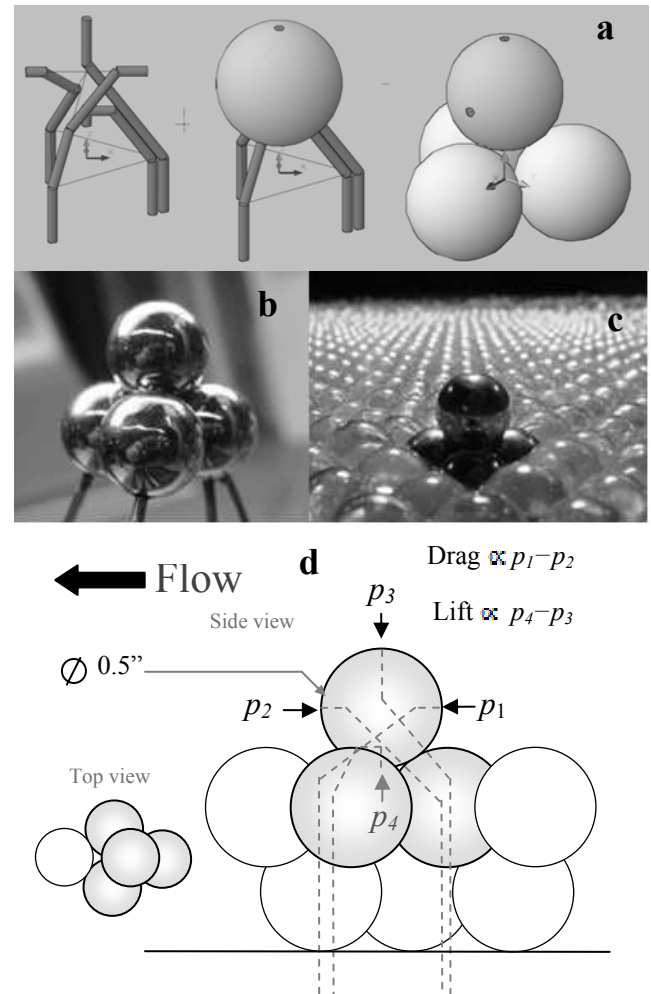 a
b
c
d
Drag ∝ p₁−p₂
Flow
p₃
Lift ∝ p₄−p₃
Side view
∅ 0.5”
p₂
p₁
Top view
p₄